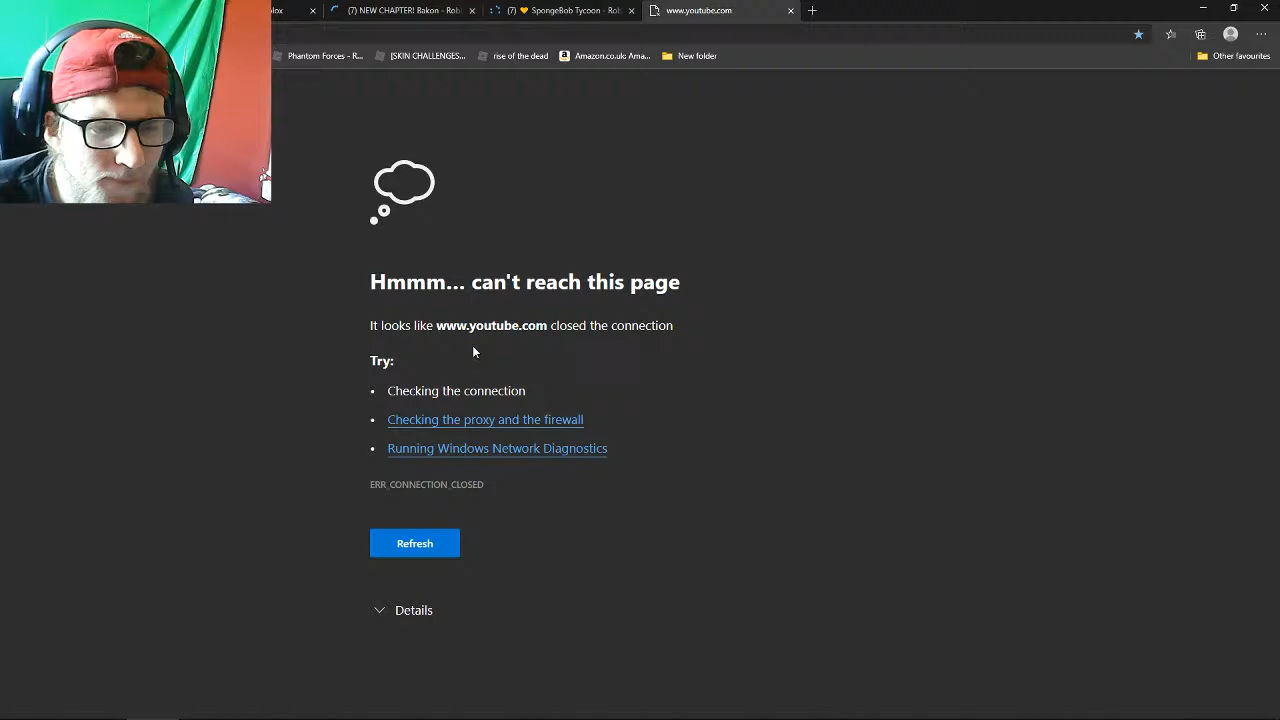 lox
(7) NEW CHAPTER! Bakon - Robl
(7) 💛 SpongeBob Tycoon - Rob
www.youtube.com
Phantom Forces - R...
[SKIN CHALLENGES...
rise of the dead
Amazon.co.uk: Ama...
New folder
Other favourites
Hmmm... can't reach this page
It looks like www.youtube.com closed the connection
Try:
• Checking the connection
• Checking the proxy and the firewall
• Running Windows Network Diagnostics
ERR_CONNECTION_CLOSED
Refresh
Details